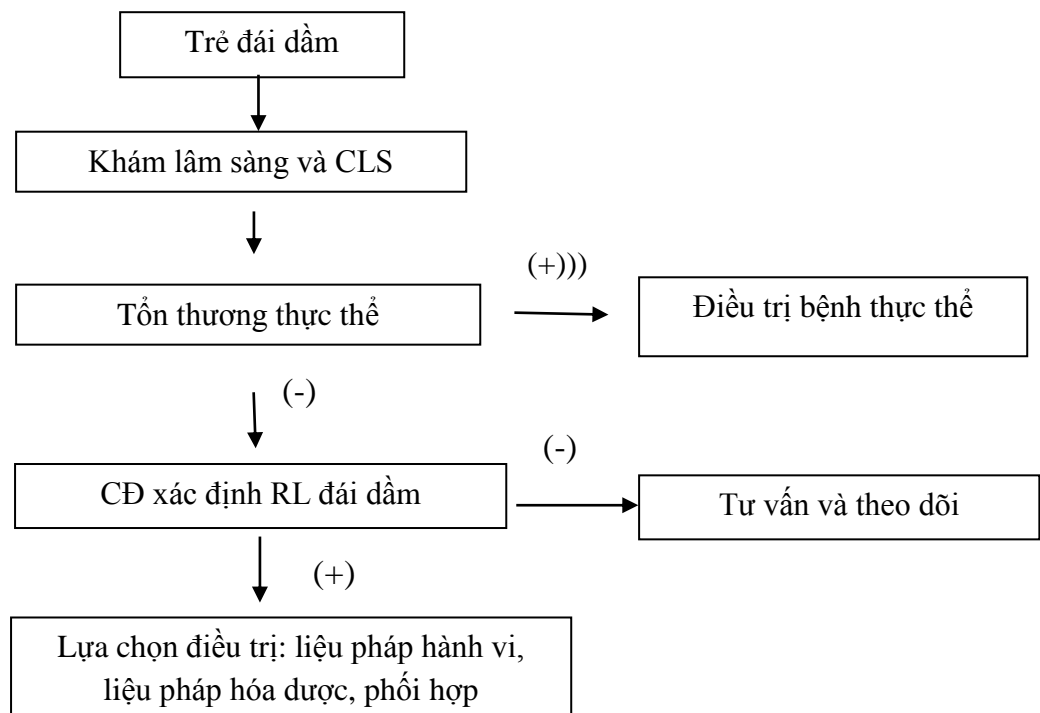 Trẻ đái dầm
Khám lâm sàng và CLS
(+)))
Tổn thương thực thể
Điều trị bệnh thực thể
(-)
(-)
CĐ xác định RL đái dầm
Tư vấn và theo dõi
(+)
Lựa chọn điều trị: liệu pháp hành vi,
liệu pháp hóa dược, phối hợp